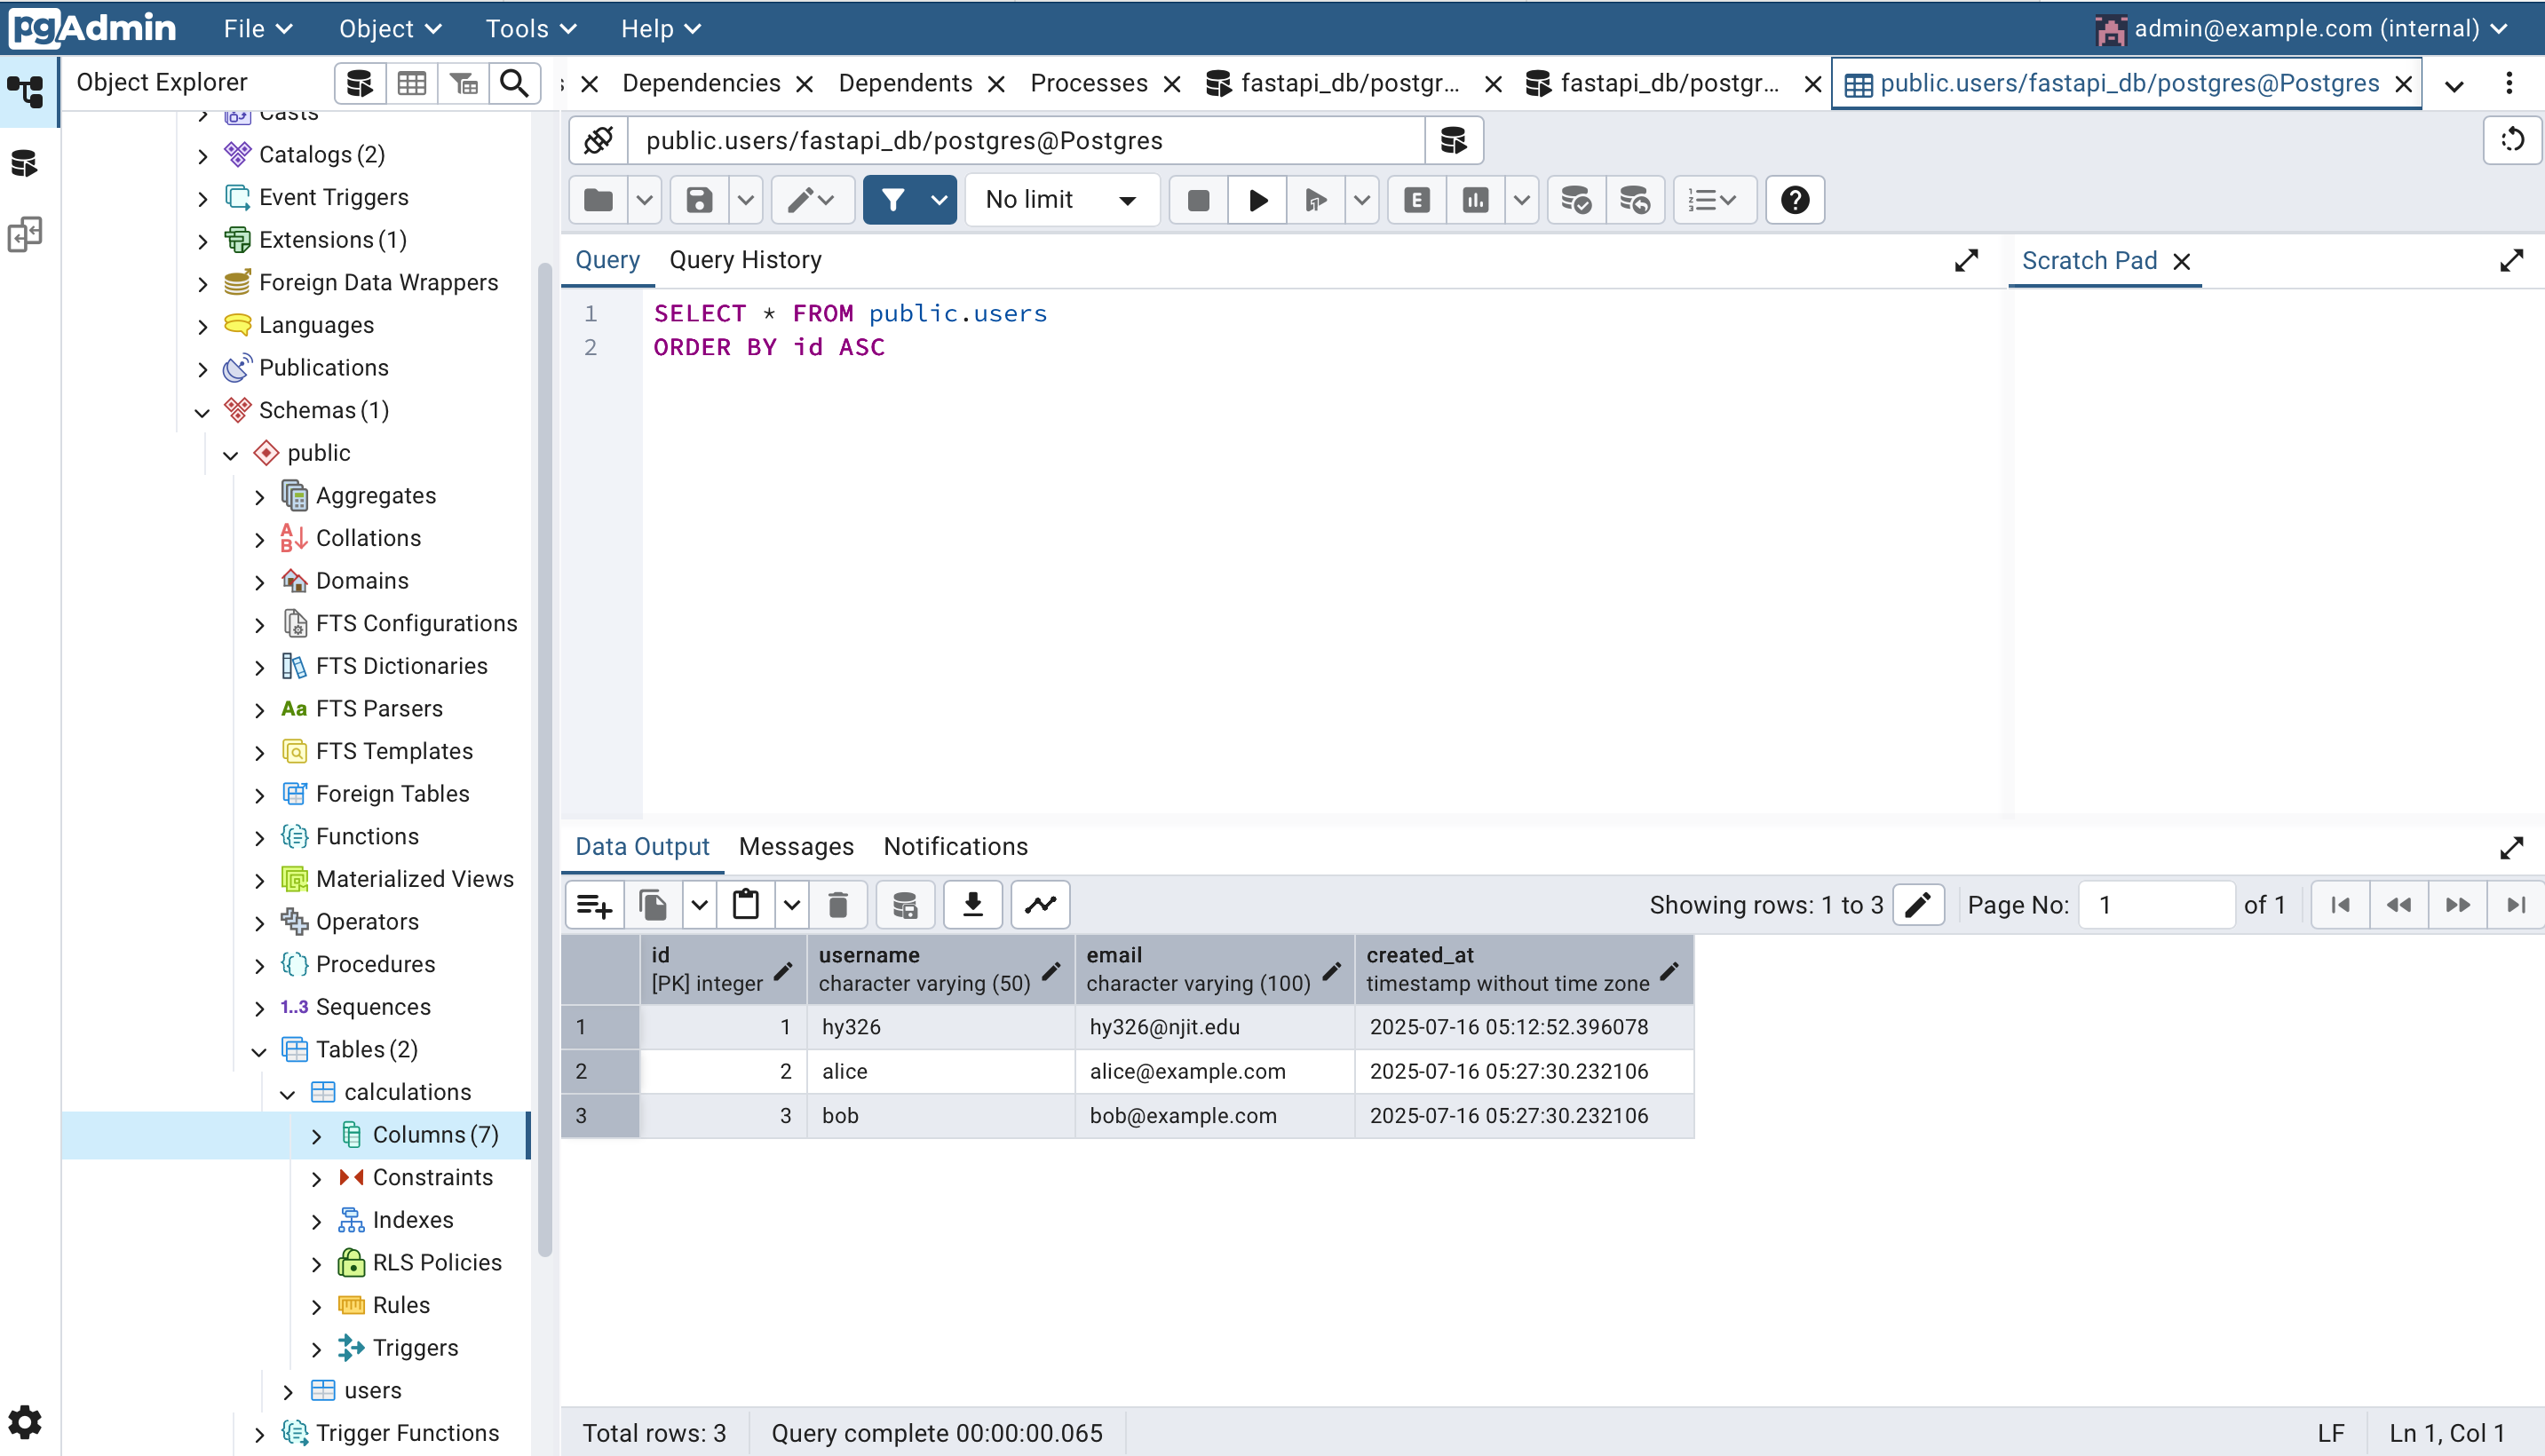 pgAdmin File Object Tools Help admin@example.com (internal)
Object Explorer
s Dependencies Dependents Processes fastapi_db/postgr... fastapi_db/postgr... public.users/fastapi_db/postgres@Postgres
public.users/fastapi_db/postgres@Postgres
No limit
E
Casts
Catalogs (2)
Event Triggers
Extensions (1)
Foreign Data Wrappers
Languages
Publications
Schemas (1)
public
Aggregates
Collations
Domains
FTS Configurations
FTS Dictionaries
Aa FTS Parsers
FTS Templates
Foreign Tables
Functions
Materialized Views
Operators
Procedures
1..3 Sequences
Tables (2)
calculations
Columns (7)
Constraints
Indexes
RLS Policies
Rules
Triggers
users
Trigger Functions
Query Query History
Scratch Pad
1 SELECT * FROM public.users
2 ORDER BY id ASC
Data Output Messages Notifications
Showing rows: 1 to 3 Page No: 1 of 1
id username email created_at
[PK] integer character varying (50) character varying (100) timestamp without time zone
1 1 hy326 hy326@njit.edu 2025-07-16 05:12:52.396078
2 2 alice alice@example.com 2025-07-16 05:27:30.232106
3 3 bob bob@example.com 2025-07-16 05:27:30.232106
Total rows: 3 Query complete 00:00:00.065 LF Ln 1, Col 1